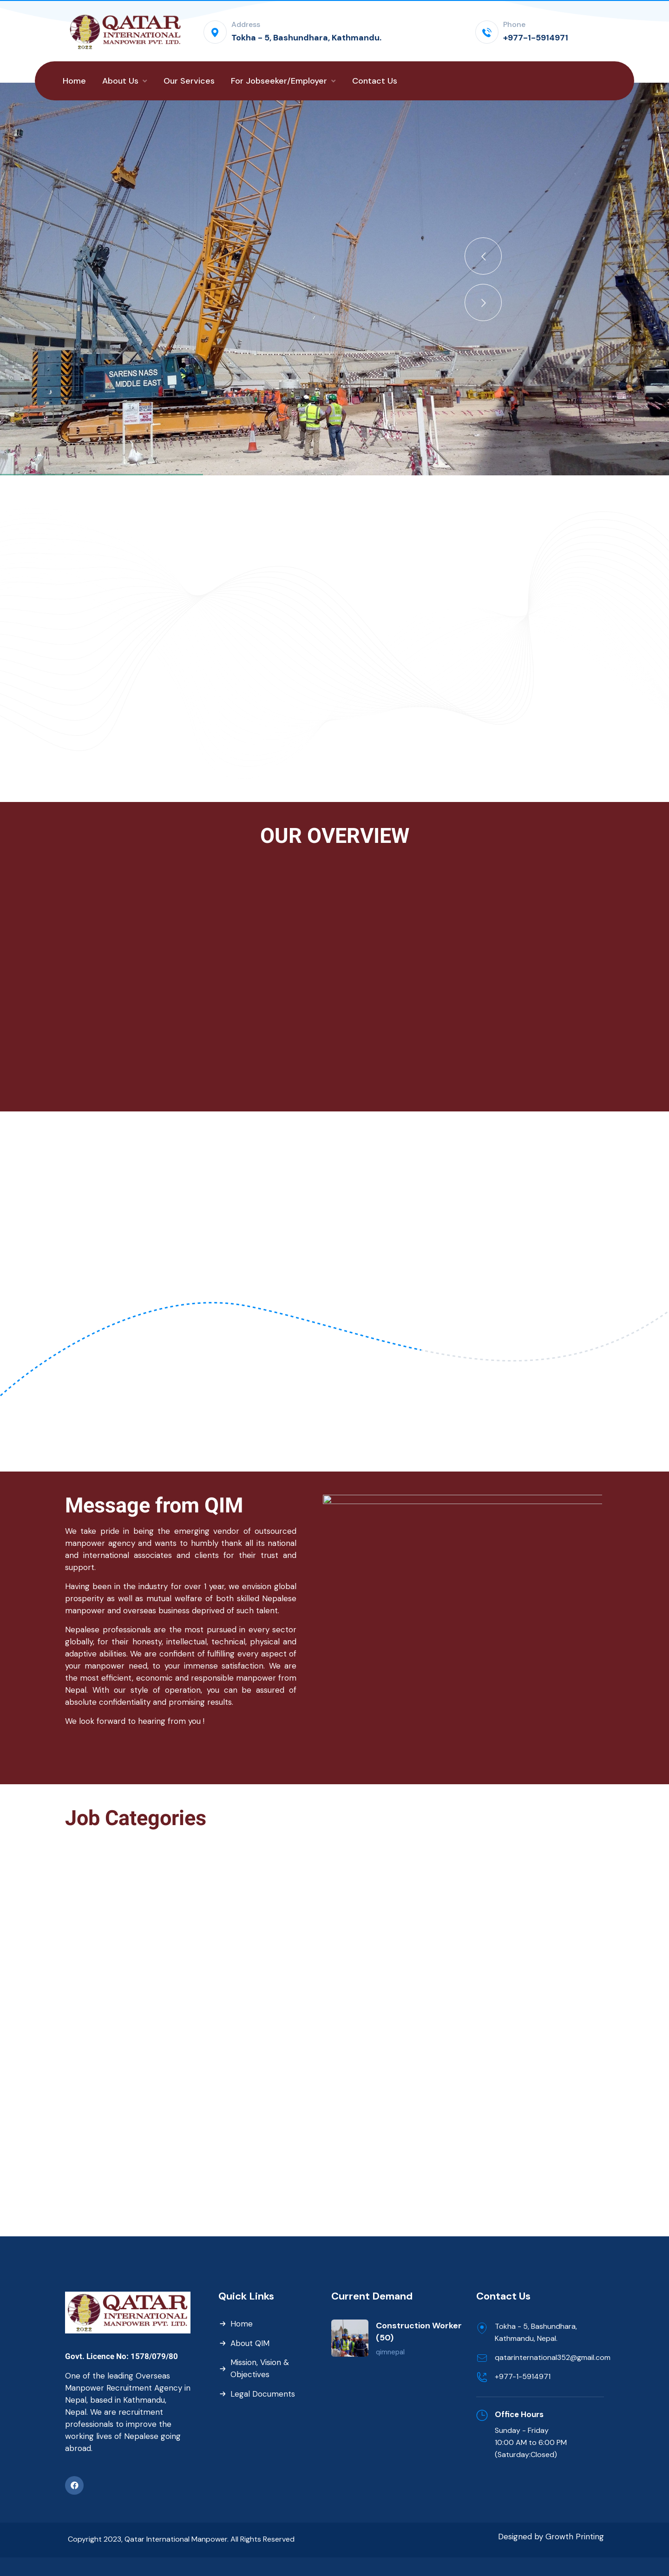 QATAR
INTERNATIONAL
MANPOWER PVT. LTD.
2022
Address
Tokha - 5, Bashundhara, Kathmandu.
Phone
+977-1-5914971
Home
About Us
Our Services
For Jobseeker/Employer
Contact Us
SARENS NASS
MIDDLE EAST
OUR OVERVIEW
Message from QIM
We take pride in being the emerging vendor of outsourced
manpower agency and wants to humbly thank all its national
and international associates and clients for their trust and
support.
Having been in the industry for over 1 year, we envision global
prosperity as well as mutual welfare of both skilled Nepalese
manpower and overseas business deprived of such talent.
Nepalese professionals are the most pursued in every sector
globally, for their honesty, intellectual, technical, physical and
adaptive abilities. We are confident of fulfilling every aspect of
your manpower need, to your immense satisfaction. We are
the most efficient, economic and responsible manpower from
Nepal. With our style of operation, you can be assured of
absolute confidentiality and promising results.
We look forward to hearing from you !
Job Categories
QATAR
INTERNATIONAL
MANPOWER PVT. LTD.
2022
Govt. Licence No: 1578/079/80
One of the leading Overseas
Manpower Recruitment Agency in
Nepal, based in Kathmandu,
Nepal. We are recruitment
professionals to improve the
working lives of Nepalese going
abroad.
Quick Links
Home
About QIM
Mission, Vision &
Objectives
Legal Documents
Current Demand
Construction Worker
(50)
qimnepal
Contact Us
Tokha - 5, Bashundhara,
Kathmandu, Nepal.
qatarinternational352@gmail.com
+977-1-5914971
Office Hours
Sunday - Friday
10:00 AM to 6:00 PM
(Saturday:Closed)
Copyright 2023, Qatar International Manpower. All Rights Reserved
Designed by Growth Printing